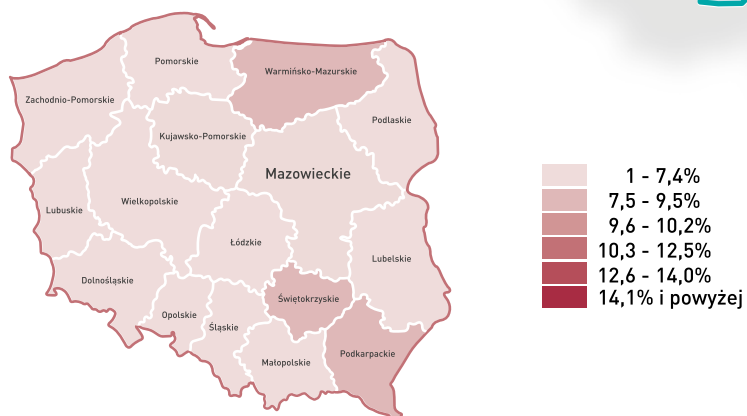 Pomorskie
Warmińsko-Mazurskie
Zachodnio-Pomorskie
Podlaskie
Kujawsko-Pomorskie
Mazowieckie
Wielkopolskie
Lubuskie
Łódzkie
Lubelskie
Dolnośląskie
Świętokrzyskie
Opolskie
Śląskie
Podkarpackie
Małopolskie
1 - 7,4%
7,5 - 9,5%
9,6 - 10,2%
10,3 - 12,5%
12,6 - 14,0%
14,1% i powyżej